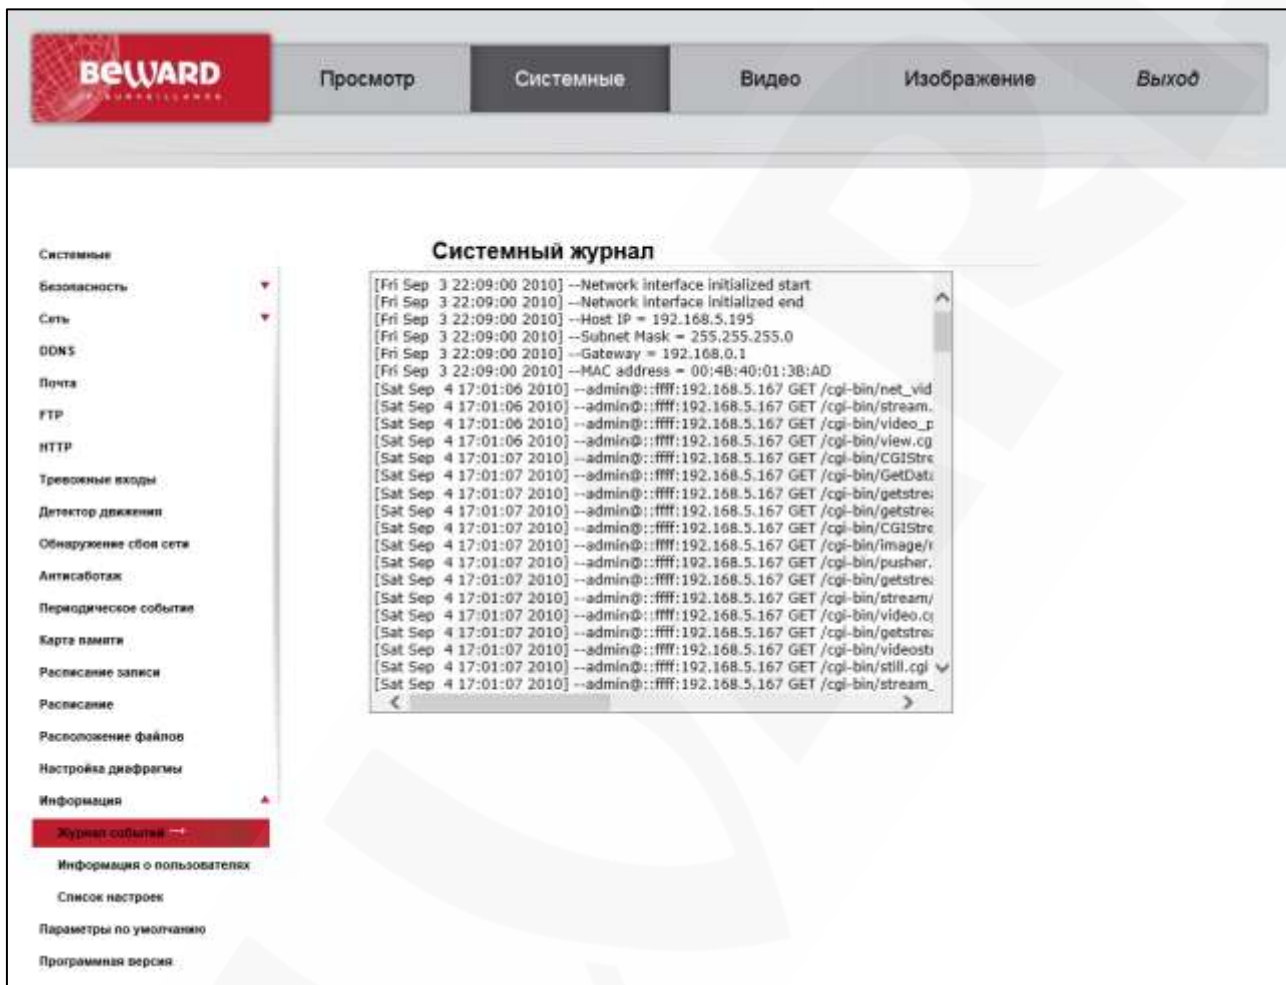 BEWARD
IP SURVEILLANCE
Просмотр
Системные
Видео
Изображение
Выход
Системные
Безопасность
Сеть
DDNS
Почта
FTP
HTTP
Тревожные входы
Детектор движения
Обнаружение сбоя сети
Антисаботаж
Периодическое событие
Карта памяти
Расписание записи
Расписание
Расположение файлов
Настройка диафрагмы
Информация
Журнал событий
Информация о пользователях
Список настроек
Параметры по умолчанию
Программная версия
Системный журнал
[Fri Sep 3 22:09:00 2010] --Network interface initialized start
[Fri Sep 3 22:09:00 2010] --Network interface initialized end
[Fri Sep 3 22:09:00 2010] --Host IP = 192.168.5.195
[Fri Sep 3 22:09:00 2010] --Subnet Mask = 255.255.255.0
[Fri Sep 3 22:09:00 2010] --Gateway = 192.168.0.1
[Fri Sep 3 22:09:00 2010] --MAC address = 00:4B:40:01:3B:AD
[Sat Sep 4 17:01:06 2010] --admin@::ffff:192.168.5.167 GET /cgi-bin/net_vid
[Sat Sep 4 17:01:06 2010] --admin@::ffff:192.168.5.167 GET /cgi-bin/stream.
[Sat Sep 4 17:01:06 2010] --admin@::ffff:192.168.5.167 GET /cgi-bin/video_p
[Sat Sep 4 17:01:06 2010] --admin@::ffff:192.168.5.167 GET /cgi-bin/view.cg
[Sat Sep 4 17:01:07 2010] --admin@::ffff:192.168.5.167 GET /cgi-bin/CGIStre
[Sat Sep 4 17:01:07 2010] --admin@::ffff:192.168.5.167 GET /cgi-bin/GetData
[Sat Sep 4 17:01:07 2010] --admin@::ffff:192.168.5.167 GET /cgi-bin/getstrea
[Sat Sep 4 17:01:07 2010] --admin@::ffff:192.168.5.167 GET /cgi-bin/getstrea
[Sat Sep 4 17:01:07 2010] --admin@::ffff:192.168.5.167 GET /cgi-bin/CGIStre
[Sat Sep 4 17:01:07 2010] --admin@::ffff:192.168.5.167 GET /cgi-bin/image/
[Sat Sep 4 17:01:07 2010] --admin@::ffff:192.168.5.167 GET /cgi-bin/pusher.
[Sat Sep 4 17:01:07 2010] --admin@::ffff:192.168.5.167 GET /cgi-bin/getstrea
[Sat Sep 4 17:01:07 2010] --admin@::ffff:192.168.5.167 GET /cgi-bin/stream/
[Sat Sep 4 17:01:07 2010] --admin@::ffff:192.168.5.167 GET /cgi-bin/video.cg
[Sat Sep 4 17:01:07 2010] --admin@::ffff:192.168.5.167 GET /cgi-bin/getstrea
[Sat Sep 4 17:01:07 2010] --admin@::ffff:192.168.5.167 GET /cgi-bin/videost
[Sat Sep 4 17:01:07 2010] --admin@::ffff:192.168.5.167 GET /cgi-bin/still.cgi
[Sat Sep 4 17:01:07 2010] --admin@::ffff:192.168.5.167 GET /cgi-bin/stream_